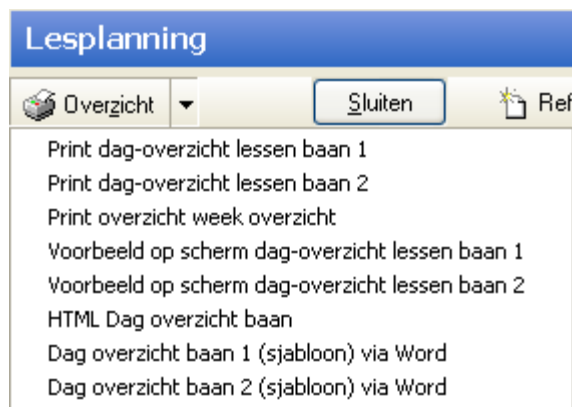 Lesplanning
Overzicht Sluiten
Print dag-overzicht lessen baan 1
Print dag-overzicht lessen baan 2
Print overzicht week overzicht
Voorbeeld op scherm dag-overzicht lessen baan 1
Voorbeeld op scherm dag-overzicht lessen baan 2
HTML Dag overzicht baan
Dag overzicht baan 1 (sjabloon) via Word
Dag overzicht baan 2 (sjabloon) via Word